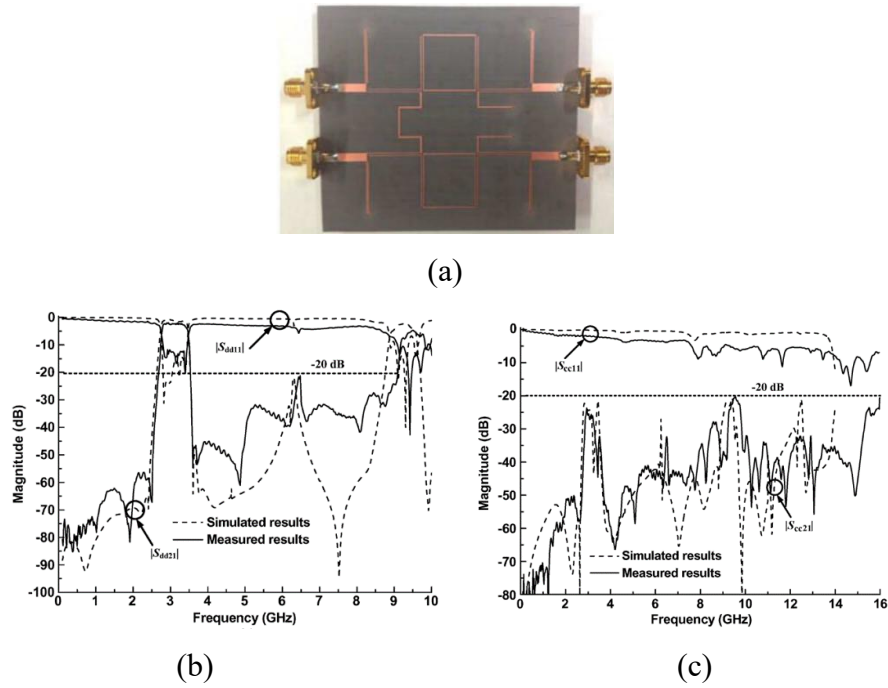 (a)
0
-10
-20
-30
-40
-50
-60
-70
-80
-90
-100
Magnitude (dB)
|Sdd11|
-20 dB
Simulated results
Measured results
|Sdd21|
0 1 2 3 4 5 6 7 8 9 10
Frequency (GHz)
(b)
10
0
-10
-20
-30
-40
-50
-60
-70
-80
Magnitude (dB)
|Scc11|
-20 dB
|Scc21|
Simulated results
Measured results
0 2 4 6 8 10 12 14 16
Frequency (GHz)
(c)